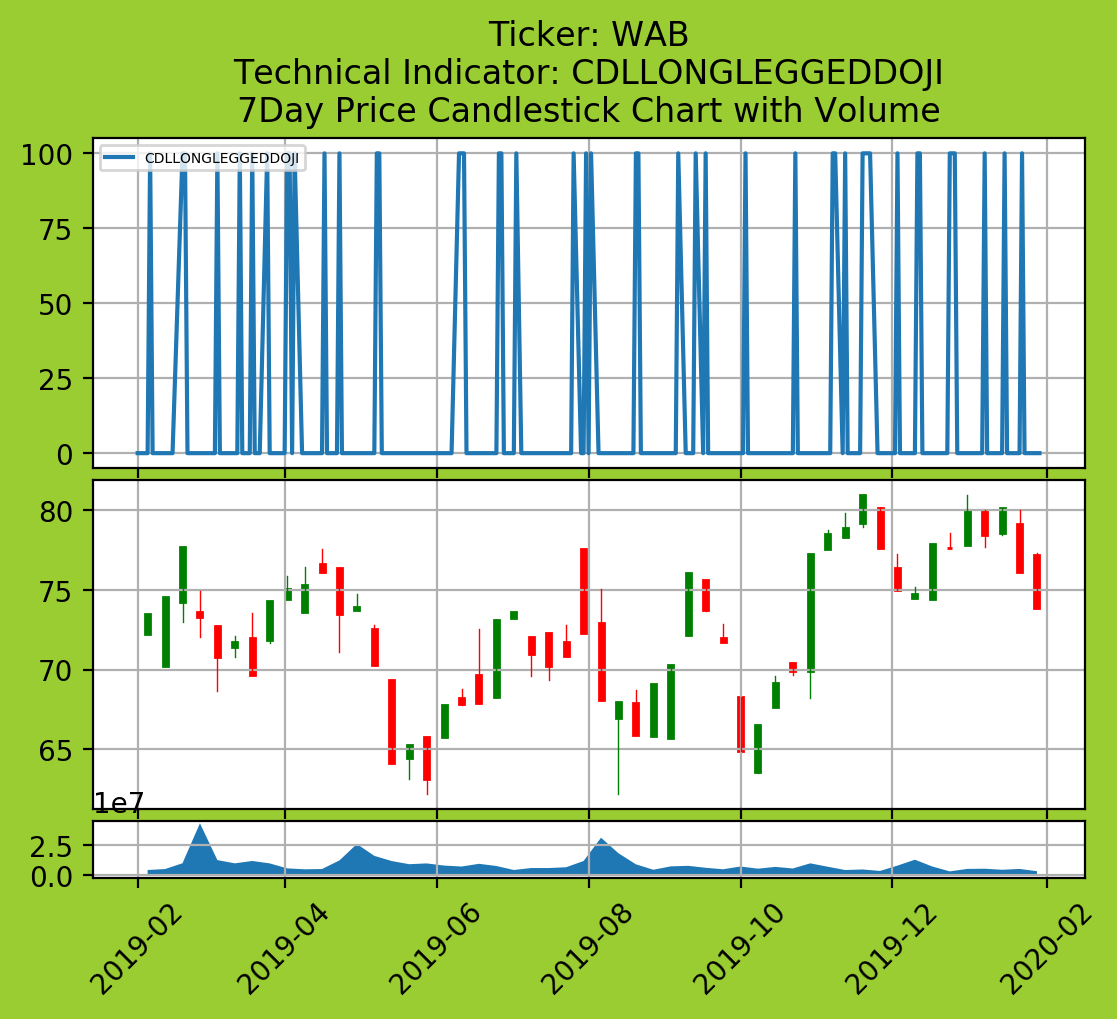 Ticker: WAB
Technical Indicator: CDLLONGLEGGEDDOJI
7Day Price Candlestick Chart with Volume
100
CDLLONGLEGGEDDOJI
75
50
25
0
80
75
70
65
1e7
2.5
0.0
2019-02 2019-04 2019-06 2019-08 2019-10 2019-12 2020-02